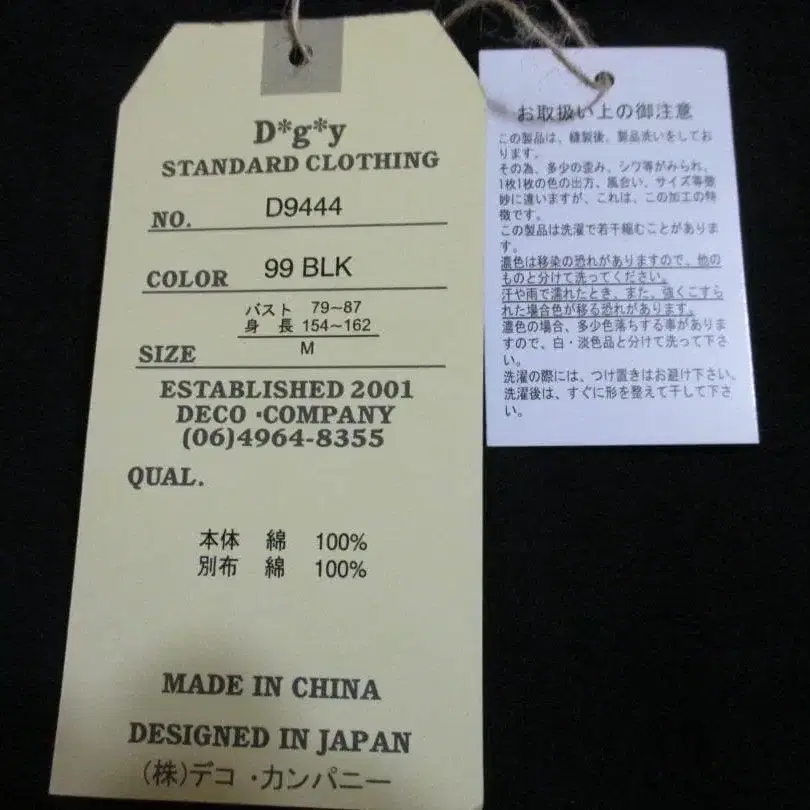 D*g*y
STANDARD CLOTHING
NO. D9444
COLOR 99 BLK
バスト 79~87
身 長 154~162
SIZE M
ESTABLISHED 2001
DECO・COMPANY
(06)4964-8355
QUAL.
本体 綿 100%
別布 綿 100%
MADE IN CHINA
DESIGNED IN JAPAN
(株)デコ・カンパニー
お取扱い上の御注意
この製品は、縫製後、製品洗いをしてお
ります。
その為、多少の歪み、シワ等がみられ、
1枚1枚の色の出方、風合い、サイズ等微
妙に違いますが、これは、この加工の特
徴です。
この製品は洗濯で若干縮むことがありま
す。
濃色は移染の恐れがありますので、他の
ものと分けて洗ってください。
汗や雨で濡れたとき、また、強くこすら
れた場合色が移る恐れがあります。
濃色の場合、多少色落ちする事がありま
すので、白・淡色品と分けて洗って下さ
い。
洗濯の際には、つけ置きはお避け下さい。
洗濯後は、すぐに形を整えて干して下さ
い。